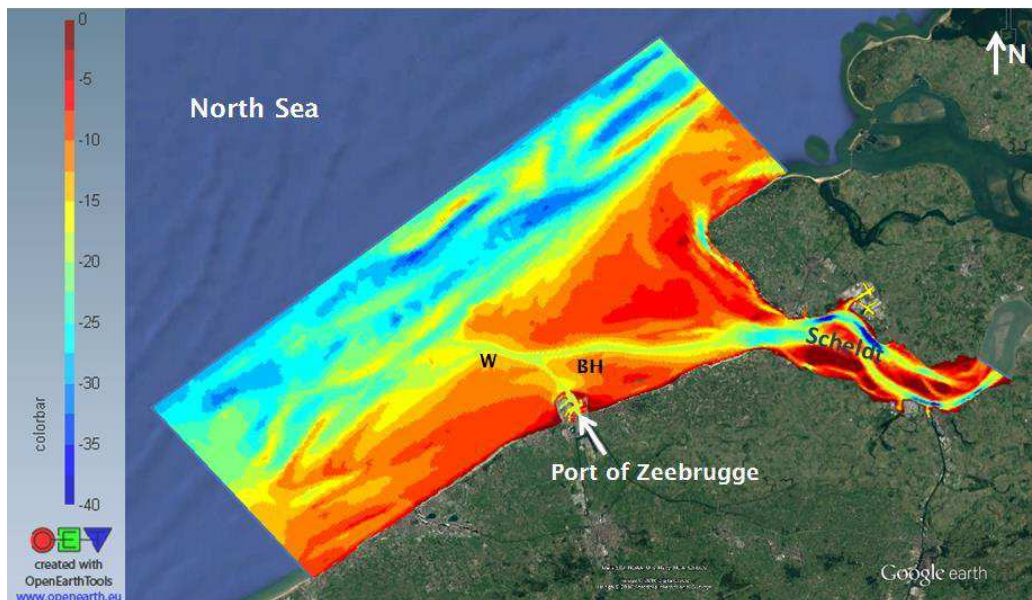 0
-5
-10
-15
-20
-25
-30
-35
-40
colorbar
North Sea
N
W
BH
Scheldt
Port of Zeebrugge
OET
created with
OpenEarthTools
www.openearth.eu
Google earth